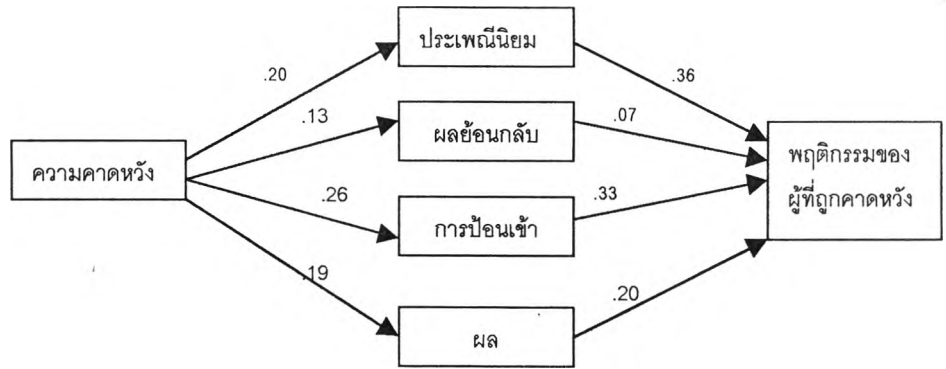 ประเพณีนิยม
.20
.36
.13
ผลย้อนกลับ
.07
ความคาดหวัง
พฤติกรรมของ
ผู้ที่ถูกคาดหวัง
.26
การป้อนเข้า
.33
.19
.20
ผล